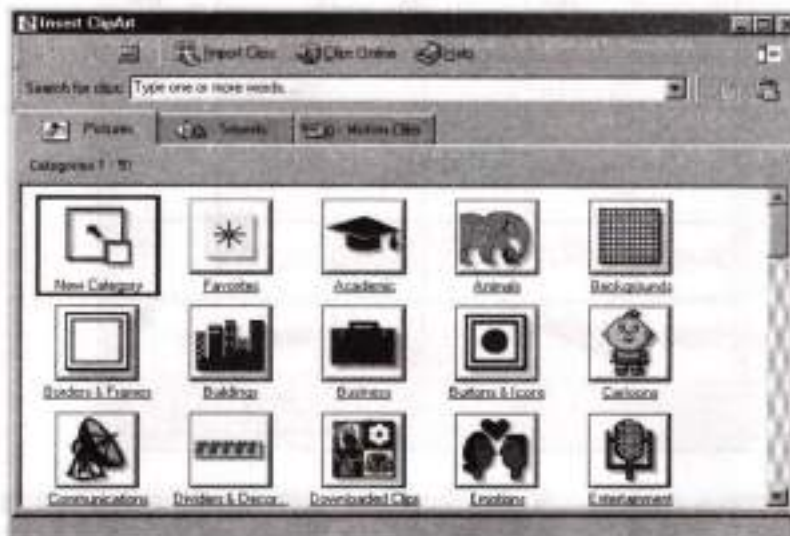 Insert ClipArt
Import Clips Clips Online Help
Search for clips: Type one or more words...
Pictures Sounds Motion Clips
Categories 1 -
New Category Favorites Academic Animals Backgrounds
Borders & Frames Buildings Business Buttons & Icons Cartoons
Communications Dividers & Decor... Downloaded Clips Emotions Entertainment